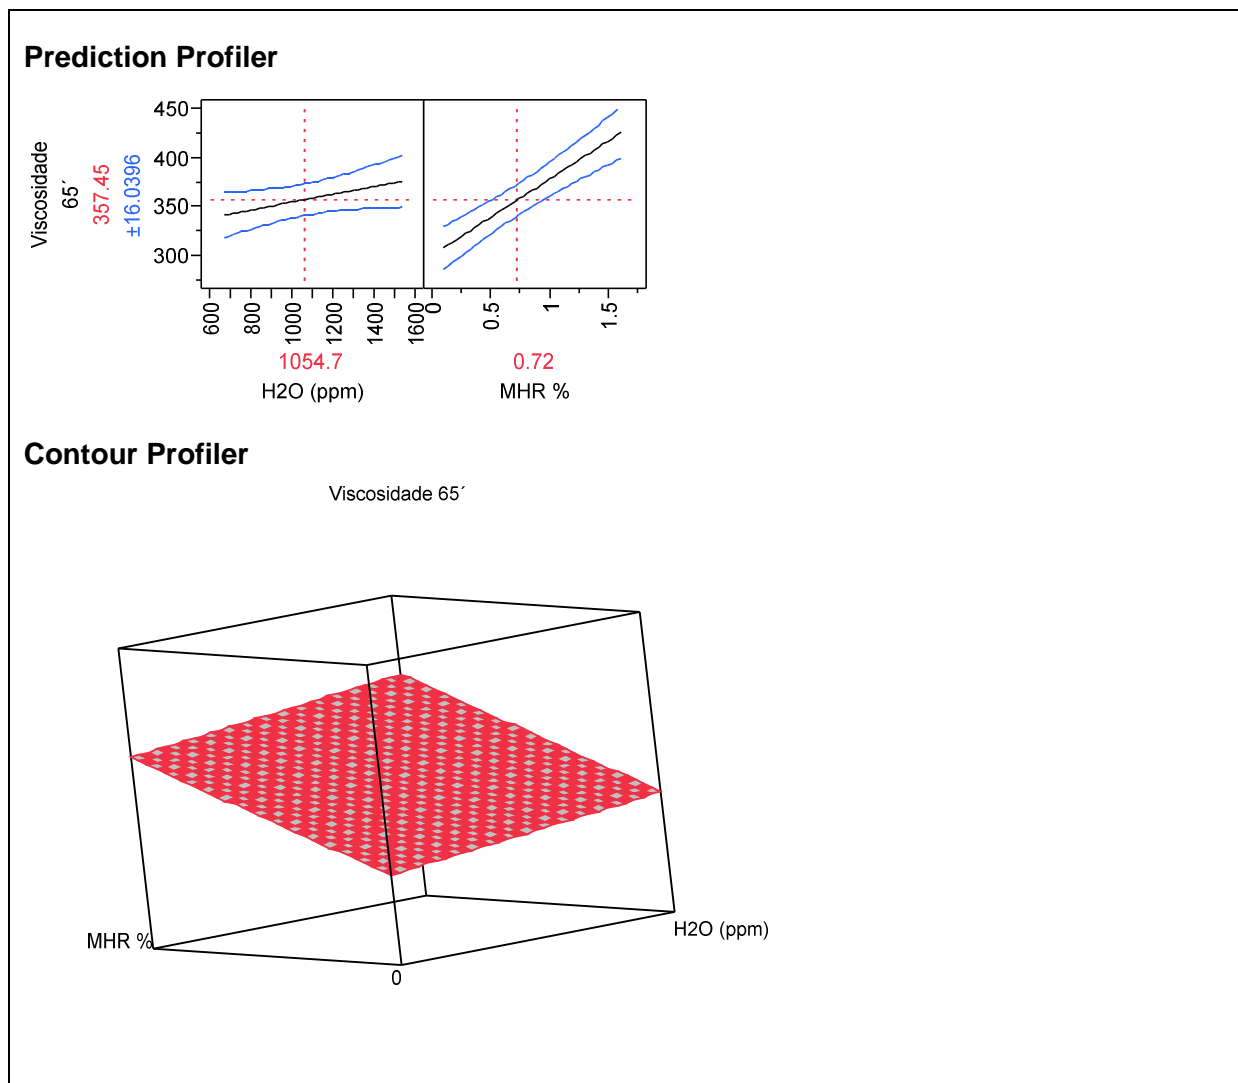 Prediction Profiler
Viscosidade
65´
357.45
±16.0396
450
400
350
300
600
800
1000
1200
1400
1600
0
0.5
1
1.5
1054.7
0.72
H2O (ppm)
MHR %
Contour Profiler
Viscosidade 65´
MHR %
H2O (ppm)
0